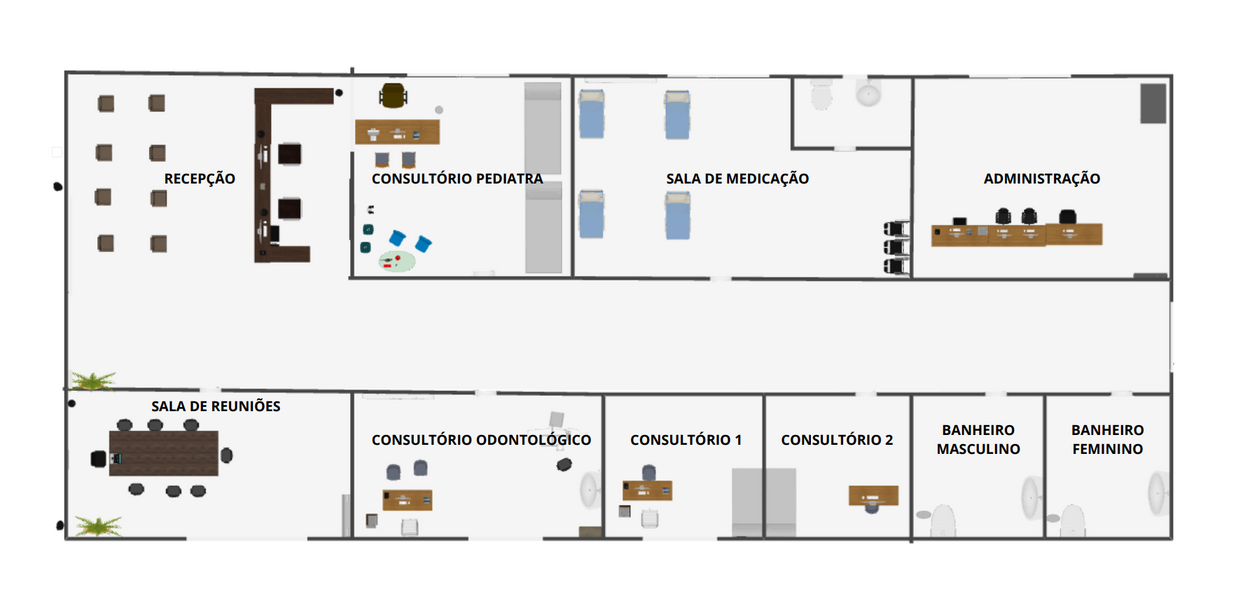 RECEPÇÃO
CONSULTÓRIO PEDIATRA
SALA DE MEDICAÇÃO
ADMINISTRAÇÃO
SALA DE REUNIÕES
CONSULTÓRIO ODONTOLÓGICO
CONSULTÓRIO 1
CONSULTÓRIO 2
BANHEIRO
MASCULINO
BANHEIRO
FEMININO